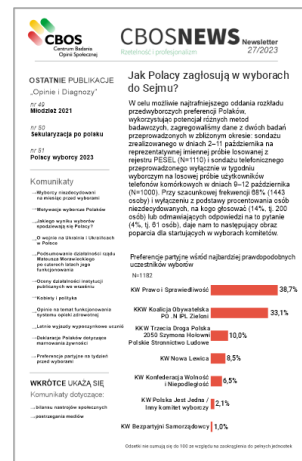 CBOS
Centrum Badania
Opinii Społecznej
CBOSNEWS Newsletter
27/2023
Rzetelność i profesjonalizm
OSTATNIE PUBLIKACJE
„Opinie i Diagnozy”
nr 49
Młodzież 2021
nr 50
Sekularyzacja po polsku
nr 51
Polscy wyborcy 2023
Komunikaty
Wyborcy niezdecydowani
na miesiąc przed wyborami
Motywacje wyborcze Polaków
Jakiego wyniku wyborów
spodziewają się Polacy?
O wojnie na Ukrainie i Ukraińcach
w Polsce
Podsumowanie działalności rządu
Mateusza Morawieckiego
po czterech latach jego
funkcjonowania
Oceny działalności instytucji
publicznych we wrześniu
Kobiety i polityka
Opinie na temat funkcjonowania
systemu opieki zdrowotnej
Letnie wyjazdy wypoczynkowe uczniów
Deklaracje Polaków dotyczące
marnowania żywności
Preferencje partyjne na tydzień
przed wyborami
WKRÓTCE UKAŻĄ SIĘ
Komunikaty dotyczące:
bilansu nastrojów społecznych
postrzegania mediów
Jak Polacy zagłosują w wyborach
do Sejmu?
W celu możliwie najtrafniejszego oddania rozkładu
przedwyborczych preferencji Polaków,
wykorzystując potencjał różnych metod
badawczych, zagregowaliśmy dane z dwóch badań
przeprowadzonych w zbliżonym okresie: sondażu
zrealizowanego w dniach 2–11 października na
reprezentatywnej imiennej próbie losowanej z
rejestru PESEL (N=1110) i sondażu telefonicznego
przeprowadzonego wyłącznie w tygodniu
wyborczym na losowej próbie użytkowników
telefonów komórkowych w dniach 9–12 października
(N=1000). Przy szacunkowej frekwencji 68% (1443
osoby) i wyłączeniu z podstawy procentowania osób
niezdecydowanych, na kogo głosować (14%, tj. 200
osób) lub odmawiających odpowiedzi na to pytanie
(4%, tj. 61 osób), daje nam to następujący obraz
poparcia dla startujących w wyborach komitetów.
Preferencje partyjne wśród najbardziej prawdopodobnych
uczestników wyborów
N=1182
KW Prawo i Sprawiedliwość 38,7%
KKW Koalicja Obywatelska
PO .N IPL Zieloni 33,1%
KKW Trzecia Droga Polska
2050 Szymona Hołowni
Polskie Stronnictwo Ludowe 10,0%
KW Nowa Lewica 8,5%
KW Konfederacja Wolność
i Niepodległość 6,5%
KW Polska Jest Jedna /
Inny komitet wyborczy 2,1%
KW Bezpartyjni Samorządowcy 1,0%
Odsetki nie sumują się do 100 ze względu na zaokrąglenia do pełnych jednostek